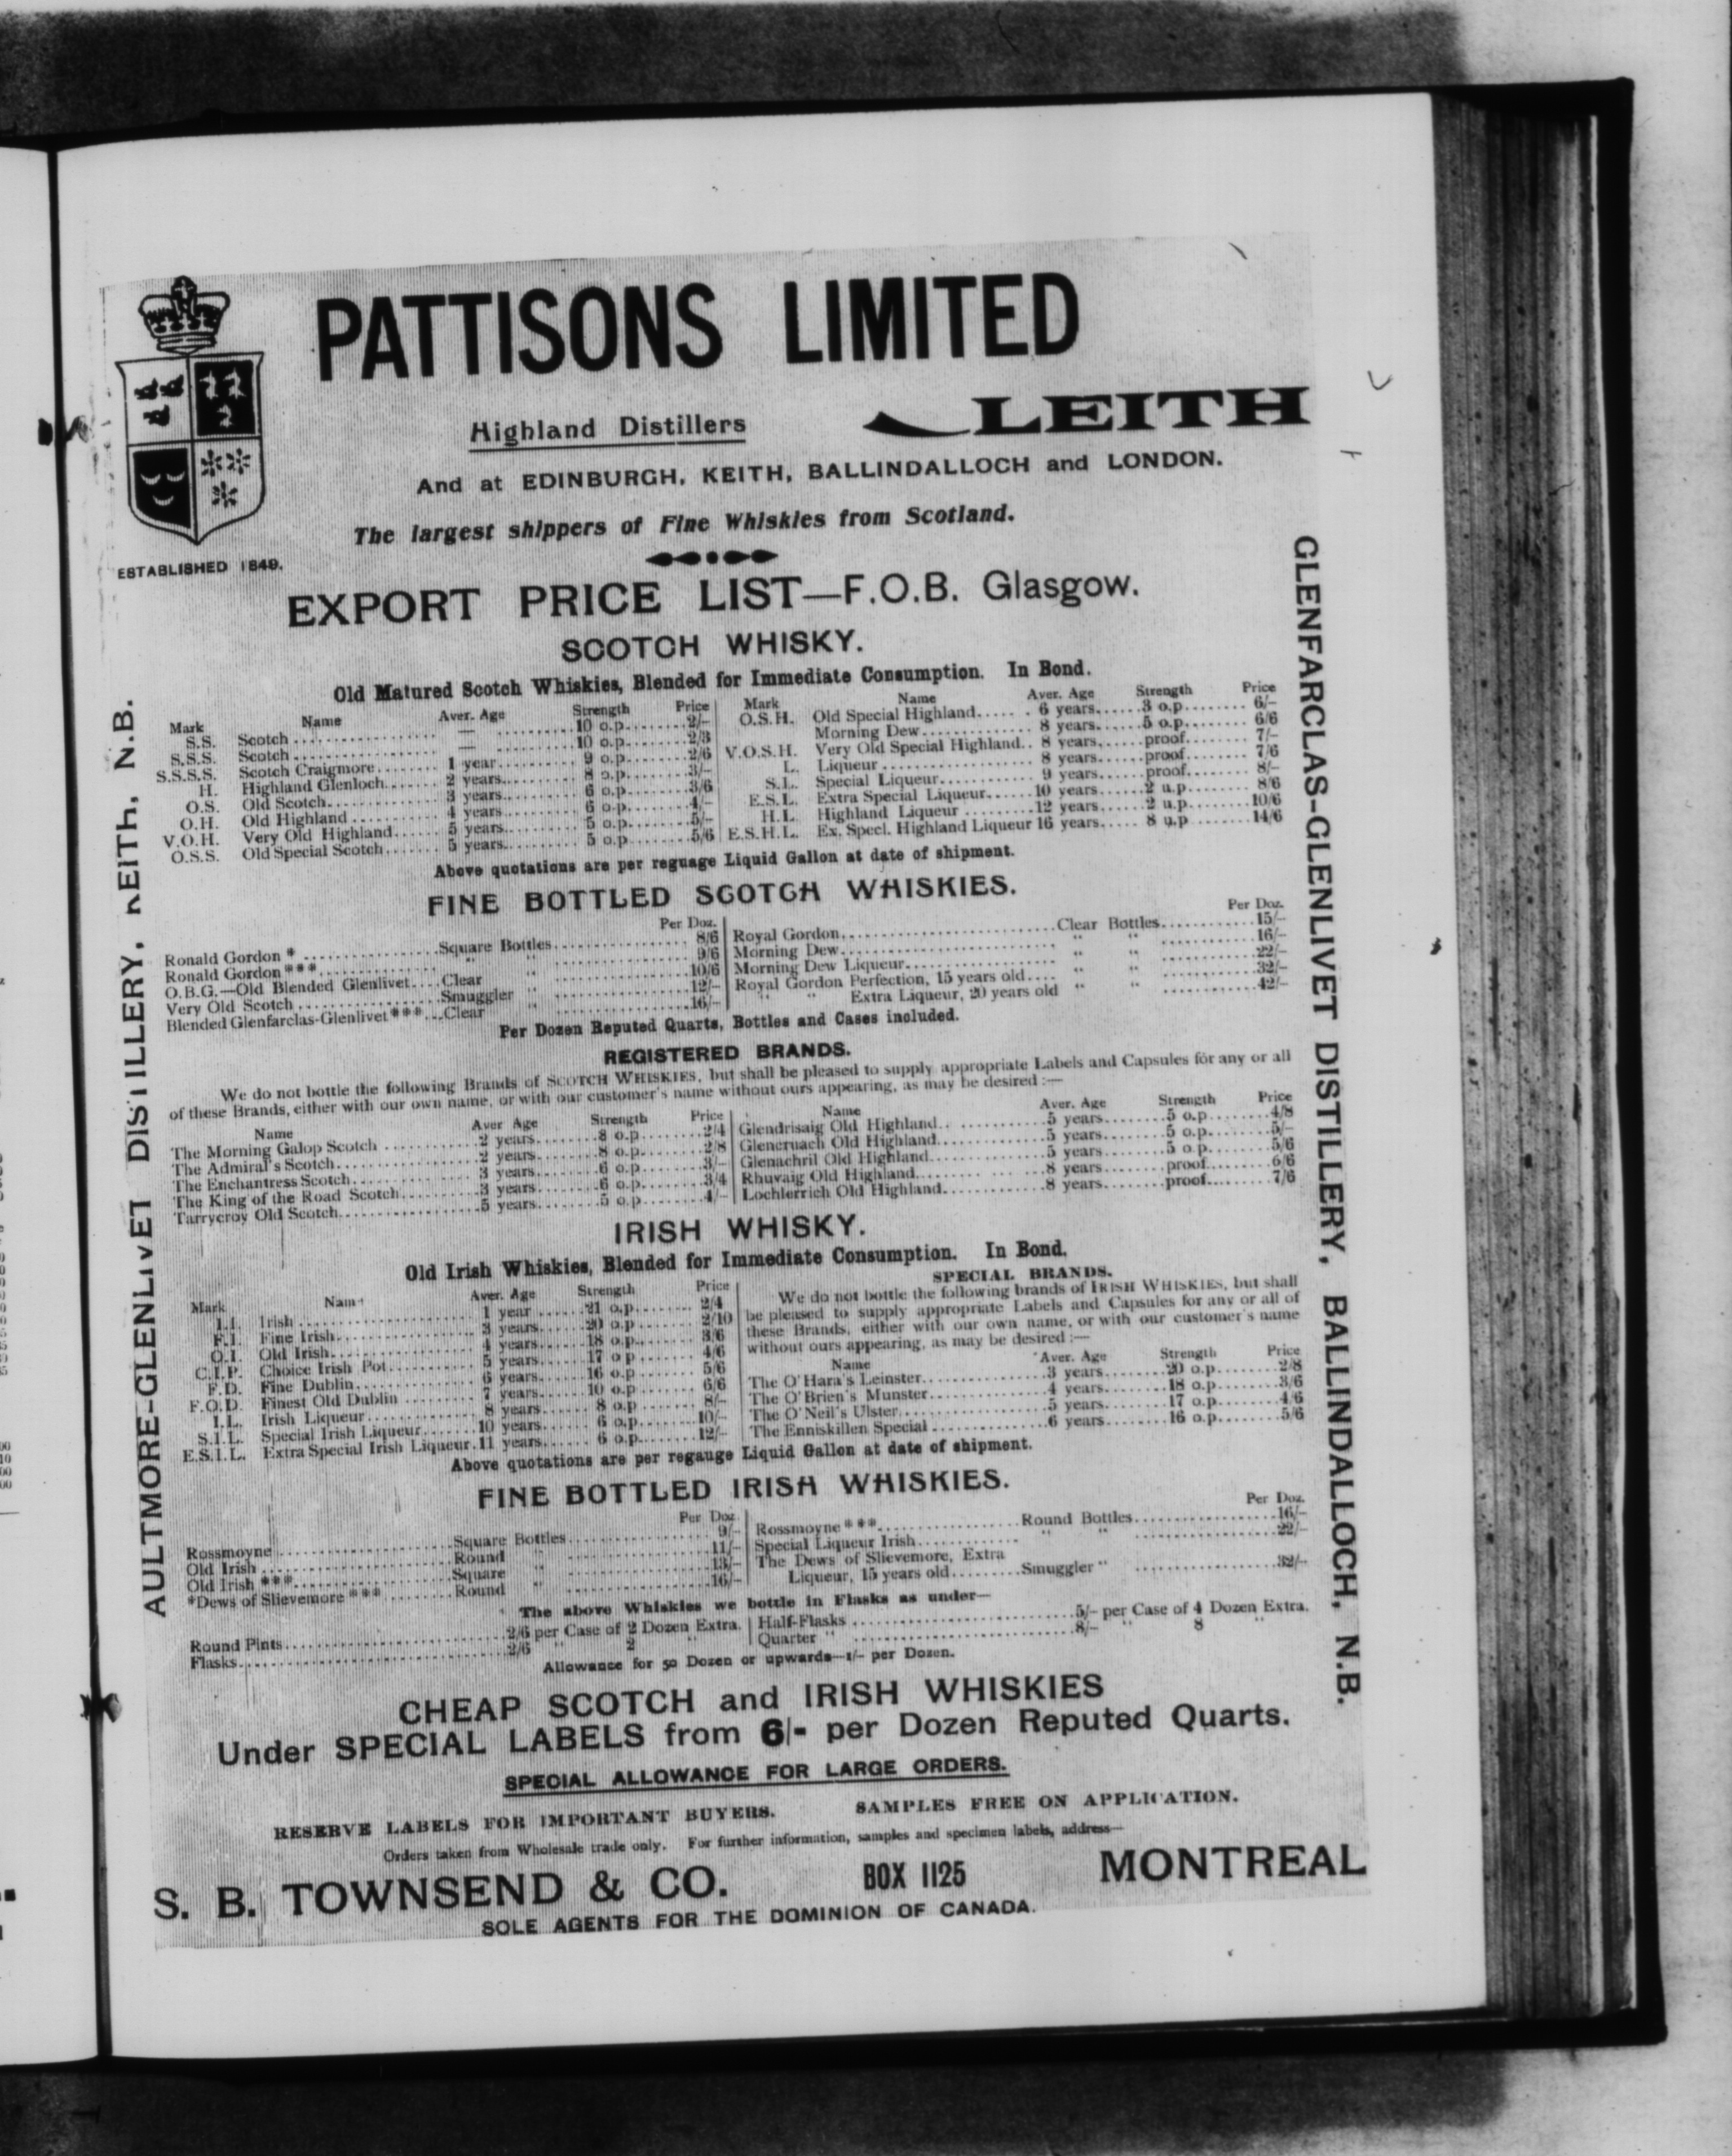 PATTISONS LIMITED
Highland Distillers LEITH
And at EDINBURGH, KEITH, BALLINDALLOCH and LONDON.
The largest shippers of Fine Whiskies from Scotland.
ESTABLISHED 1849.
EXPORT PRICE LIST—F.O.B. Glasgow.
SCOTCH WHISKY.
Old Matured Scotch Whiskies, Blended for Immediate Consumption. In Bond.
Mark Name Aver. Age Strength Price
S.S. Scotch — 10 o.p. 2/–
S.S.S. Scotch — 10 o.p. 2/3
S.S.S.S. Scotch Craigmore 1 year 9 o.p. 2/6
H. Highland Glenloch 2 years 8 o.p. 3/–
O.S. Old Scotch 3 years 6 o.p. 3/6
O.H. Old Highland 4 years 6 o.p. 4/–
V.O.H. Very Old Highland 5 years 5 o.p. 5/–
O.S.S. Old Special Scotch 5 years 5 o.p. 5/6
Mark Name Aver. Age Strength Price
O.S.H. Old Special Highland 6 years 3 o.p. 6/–
Morning Dew 8 years 5 o.p. 6/6
V.O.S.H. Very Old Special Highland 8 years proof 7/–
L. Liqueur 8 years proof 7/6
S.L. Special Liqueur 9 years proof 8/–
E.S.L. Extra Special Liqueur 10 years 2 u.p. 8/6
H.L. Highland Liqueur 12 years 2 u.p. 10/6
E.S.H.L. Ex. Specl. Highland Liqueur 16 years 8 u.p 14/6
Above quotations are per reguage Liquid Gallon at date of shipment.
FINE BOTTLED SCOTCH WHISKIES.
Per Doz.
Ronald Gordon * Square Bottles 8/6
Ronald Gordon *** " " 9/6
O.B.G.—Old Blended Glenlivet Clear " 10/6
Very Old Scotch Smuggler " 12/–
Blended Glenfarclas-Glenlivet *** Clear " 16/–
Per Doz.
Royal Gordon Clear Bottles 15/–
Morning Dew " " 16/–
Morning Dew Liqueur " " 22/–
Royal Gordon Perfection, 15 years old " " 32/–
" " Extra Liqueur, 20 years old " " 42/–
Per Dozen Reputed Quarts, Bottles and Cases included.
REGISTERED BRANDS.
We do not bottle the following Brands of SCOTCH WHISKIES, but shall be pleased to supply appropriate Labels and Capsules for any or all
of these Brands, either with our own name, or with our customer's name without ours appearing, as may be desired :—
Name Aver Age Strength Price
The Morning Galop Scotch 2 years 8 o.p. 2/4
The Admiral's Scotch 2 years 8 o.p. 2/8
The Enchantress Scotch 3 years 6 o.p. 3/–
The King of the Road Scotch 3 years 6 o.p. 3/4
Tarrycroy Old Scotch 5 years 5 o.p. 4/–
Name Aver. Age Strength Price
Glendrisaig Old Highland 5 years 5 o.p. 4/8
Glencruach Old Highland 5 years 5 o.p. 5/–
Glenachril Old Highland 5 years 5 o.p. 5/6
Rhuvaig Old Highland 8 years proof 6/6
Lochlerrich Old Highland 8 years proof 7/6
IRISH WHISKY.
Old Irish Whiskies, Blended for Immediate Consumption. In Bond.
Mark Name Aver. Age Strength Price
I.I. Irish 1 year 21 o.p. 2/4
F.I. Fine Irish 3 years 20 o.p 2/10
O.I. Old Irish 4 years 18 o.p. 3/6
C.I.P. Choice Irish Pot 5 years 17 o p 4/6
F.D. Fine Dublin 6 years 16 o.p 5/6
F.O.D. Finest Old Dublin 7 years 10 o.p 6/6
I.L. Irish Liqueur 8 years 8 o.p 8/–
S.I.L. Special Irish Liqueur 10 years 6 o.p. 10/–
E.S.I.L. Extra Special Irish Liqueur 11 years 6 o.p. 12/–
SPECIAL BRANDS.
We do not bottle the following brands of IRISH WHISKIES, but shall
be pleased to supply appropriate Labels and Capsules for any or all of
these Brands, either with our own name, or with our customer's name
without ours appearing, as may be desired :—
Name Aver. Age Strength Price
The O'Hara's Leinster 3 years 20 o.p. 2/8
The O'Brien's Munster 4 years 18 o.p. 3/6
The O'Neil's Ulster 5 years 17 o.p. 4/6
The Enniskillen Special 6 years 16 o.p. 5/6
Above quotations are per regauge Liquid Gallon at date of shipment.
FINE BOTTLED IRISH WHISKIES.
Per Doz.
Rossmoyne Square Bottles 9/–
Old Irish Round " 11/–
Old Irish *** Square " 13/–
*Dews of Slievemore *** Round " 16/–
Per Doz.
Rossmoyne *** Round Bottles 16/–
Special Liqueur Irish " " 22/–
The Dews of Slievemore, Extra
Liqueur, 15 years old Smuggler " 32/–
The above Whiskies we bottle in Flasks as under—
Round Pints 2/6 per Case of 2 Dozen Extra.
Flasks 2/6 " 2 "
Half-Flasks 5/– per Case of 4 Dozen Extra.
Quarter " 8/– " 8 "
Allowance for 50 Dozen or upwards—1/– per Dozen.
CHEAP SCOTCH and IRISH WHISKIES
Under SPECIAL LABELS from 6/- per Dozen Reputed Quarts.
SPECIAL ALLOWANCE FOR LARGE ORDERS.
RESERVE LABELS FOR IMPORTANT BUYERS. SAMPLES FREE ON APPLICATION.
Orders taken from Wholesale trade only. For further information, samples and specimen labels, address—
S. B. TOWNSEND & CO. BOX 1125 MONTREAL
SOLE AGENTS FOR THE DOMINION OF CANADA.
AULTMORE-GLENLIVET DISTILLERY, KEITH, N.B.
GLENFARCLAS-GLENLIVET DISTILLERY, BALLINDALLOCH, N.B.